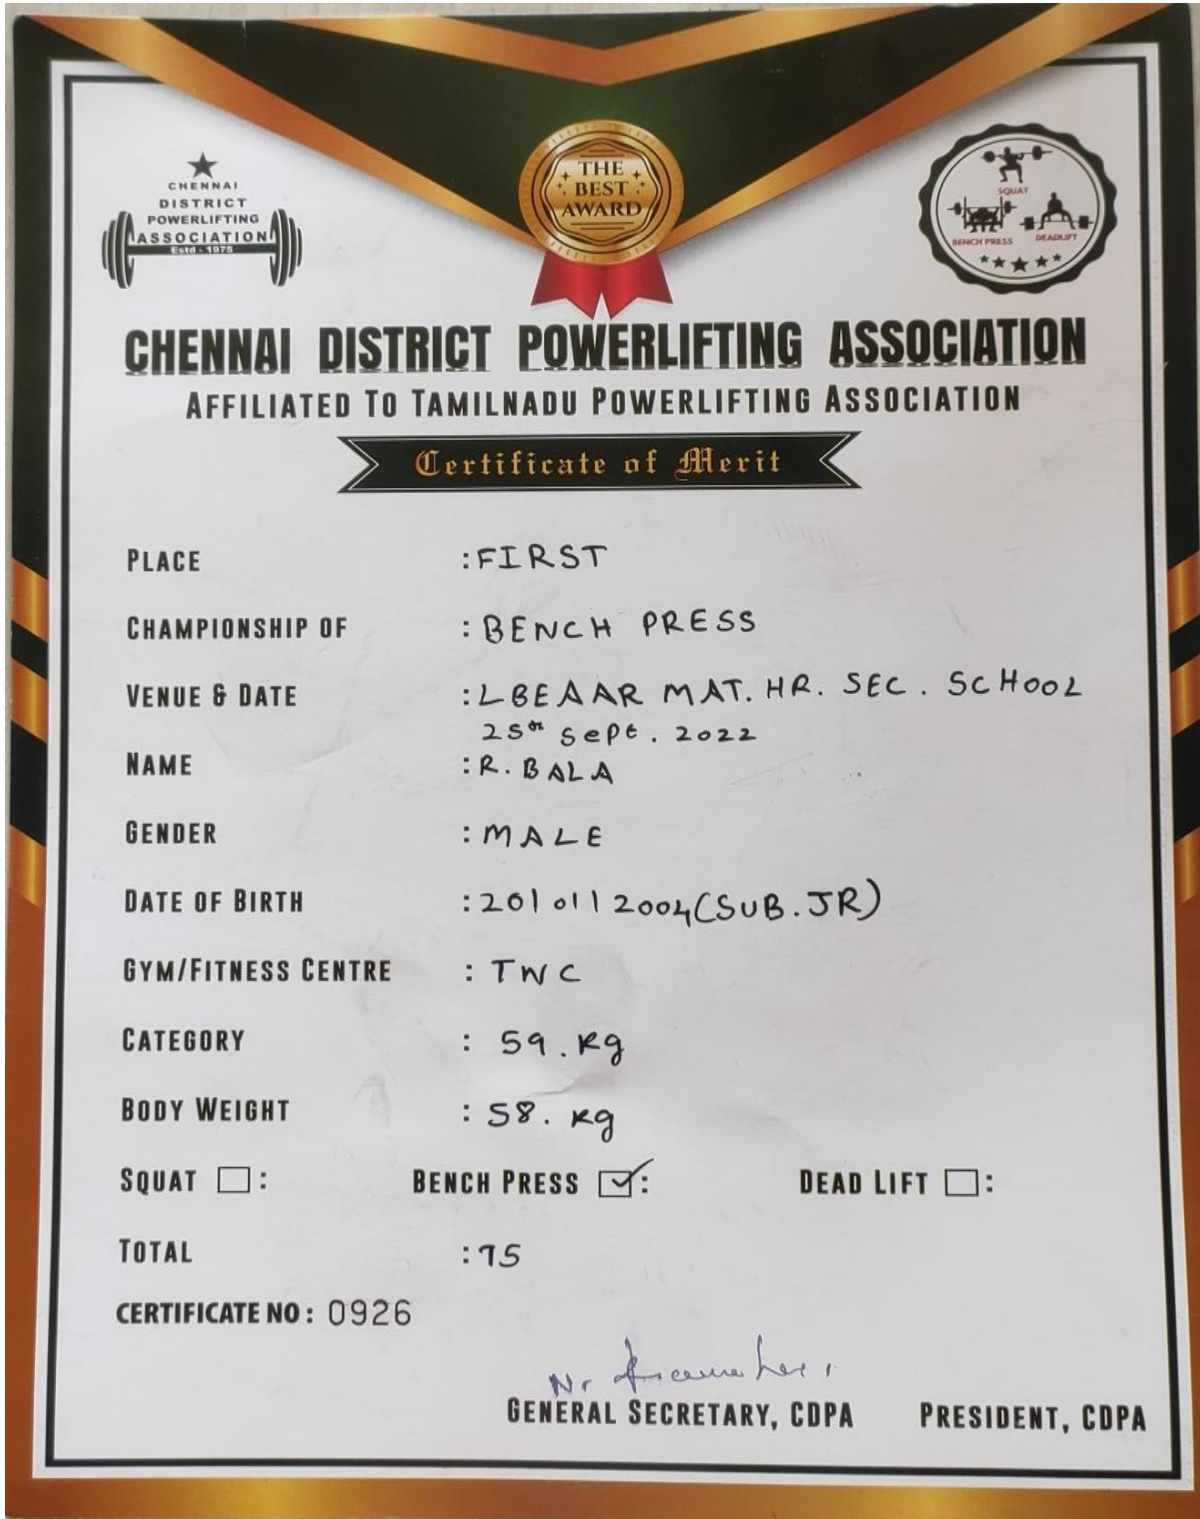 THE
BEST
AWARD
CHENNAI
DISTRICT
POWERLIFTING
ASSOCIATION
Estd - 1975
SQUAT
BENCH PRESS DEADLIFT
CHENNAI DISTRICT POWERLIFTING ASSOCIATION
AFFILIATED TO TAMILNADU POWERLIFTING ASSOCIATION
Certificate of Merit
PLACE : FIRST
CHAMPIONSHIP OF : BENCH PRESS
VENUE & DATE : LBEAAR MAT. HR. SEC. SCHOOL
25th Sept. 2022
NAME : R. BALA
GENDER : MALE
DATE OF BIRTH : 20/01/2004 (SUB. JR)
GYM/FITNESS CENTRE : TWC
CATEGORY : 59. Kg
BODY WEIGHT : 58. Kg
SQUAT : BENCH PRESS : DEAD LIFT :
TOTAL : 75
CERTIFICATE NO : 0926
GENERAL SECRETARY, CDPA PRESIDENT, CDPA